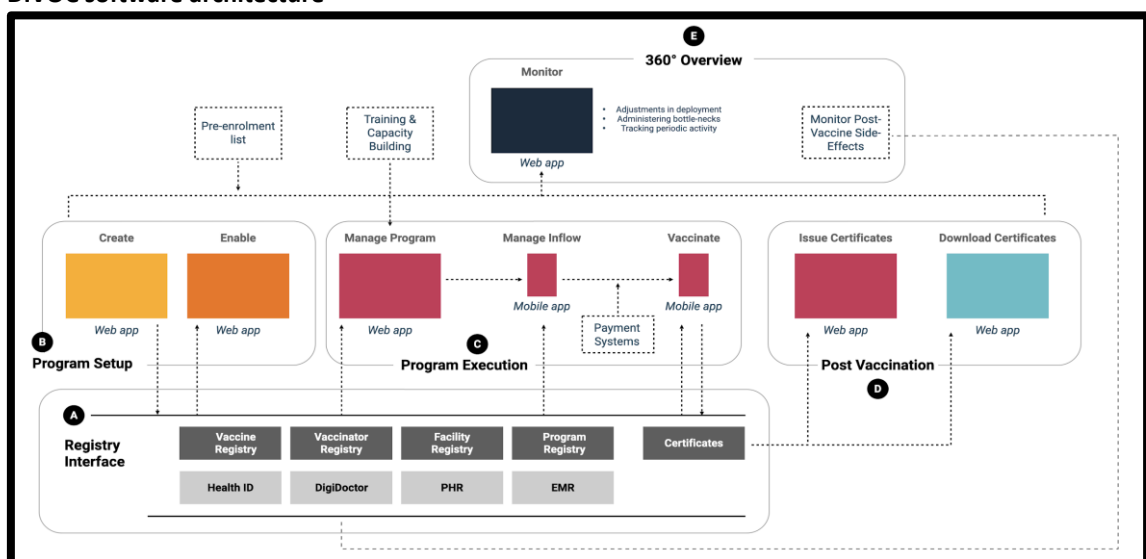 DIVOC software architecture
E
360° Overview
Monitor
• Adjustments in deployment
• Administering bottle-necks
• Tracking periodic activity
Web app
Monitor Post-
Vaccine Side-
Effects
Pre-enrolment
list
Training &
Capacity
Building
Create
Enable
Web app
Web app
B
Program Setup
Manage Program
Manage Inflow
Vaccinate
Web app
Mobile app
Mobile app
Payment
Systems
C
Program Execution
Issue Certificates
Download Certificates
Web app
Web app
Post Vaccination
D
A
Registry
Interface
Vaccine
Registry
Vaccinator
Registry
Facility
Registry
Program
Registry
Certificates
Health ID
DigiDoctor
PHR
EMR